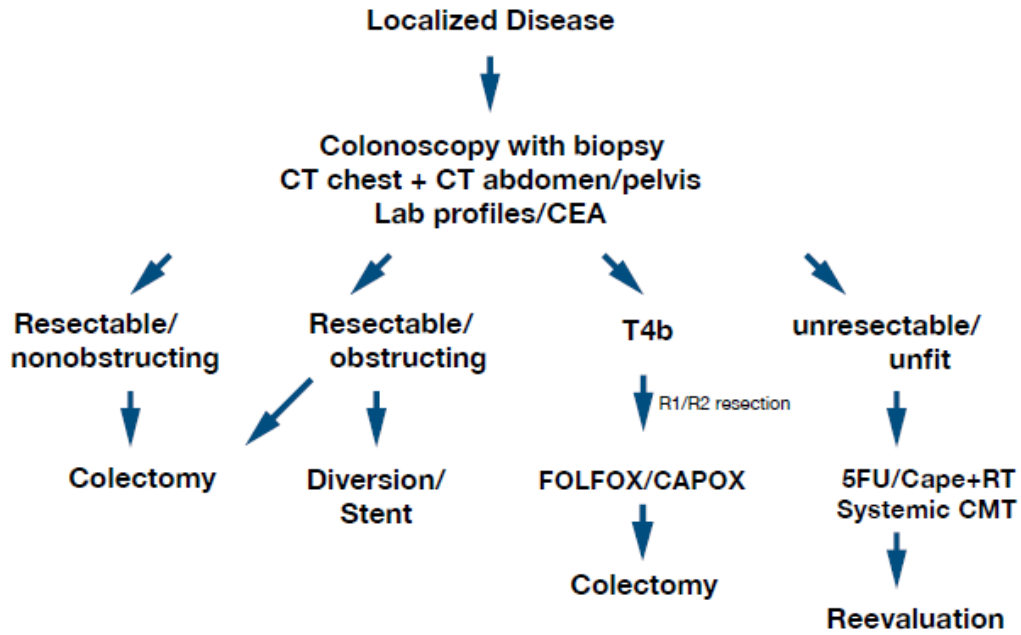 Localized Disease
Colonoscopy with biopsy
CT chest + CT abdomen/pelvis
Lab profiles/CEA
Resectable/
nonobstructing
Resectable/
obstructing
T4b
unresectable/
unfit
R1/R2 resection
Colectomy
Diversion/
Stent
FOLFOX/CAPOX
5FU/Cape+RT
Systemic CMT
Colectomy
Reevaluation